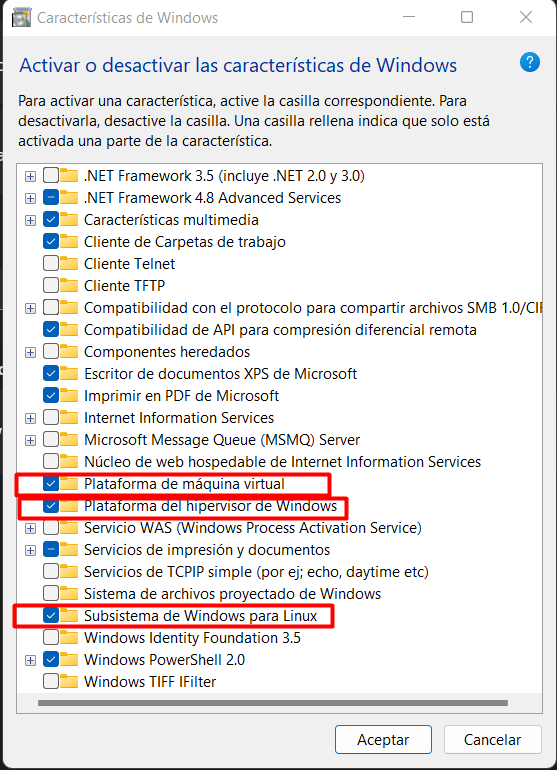 Características de Windows
Activar o desactivar las características de Windows
?
Para activar una característica, active la casilla correspondiente. Para
desactivarla, desactive la casilla. Una casilla rellena indica que solo está
activada una parte de la característica.
.NET Framework 3.5 (incluye .NET 2.0 y 3.0)
.NET Framework 4.8 Advanced Services
Características multimedia
Cliente de Carpetas de trabajo
Cliente Telnet
Cliente TFTP
Compatibilidad con el protocolo para compartir archivos SMB 1.0/CIF
Compatibilidad de API para compresión diferencial remota
Componentes heredados
Escritor de documentos XPS de Microsoft
Imprimir en PDF de Microsoft
Internet Information Services
Microsoft Message Queue (MSMQ) Server
Núcleo de web hospedable de Internet Information Services
Plataforma de máquina virtual
Plataforma del hipervisor de Windows
Servicio WAS (Windows Process Activation Service)
Servicios de impresión y documentos
Servicios de TCPIP simple (por ej; echo, daytime etc)
Sistema de archivos proyectado de Windows
Subsistema de Windows para Linux
Windows Identity Foundation 3.5
Windows PowerShell 2.0
Windows TIFF IFilter
Aceptar
Cancelar